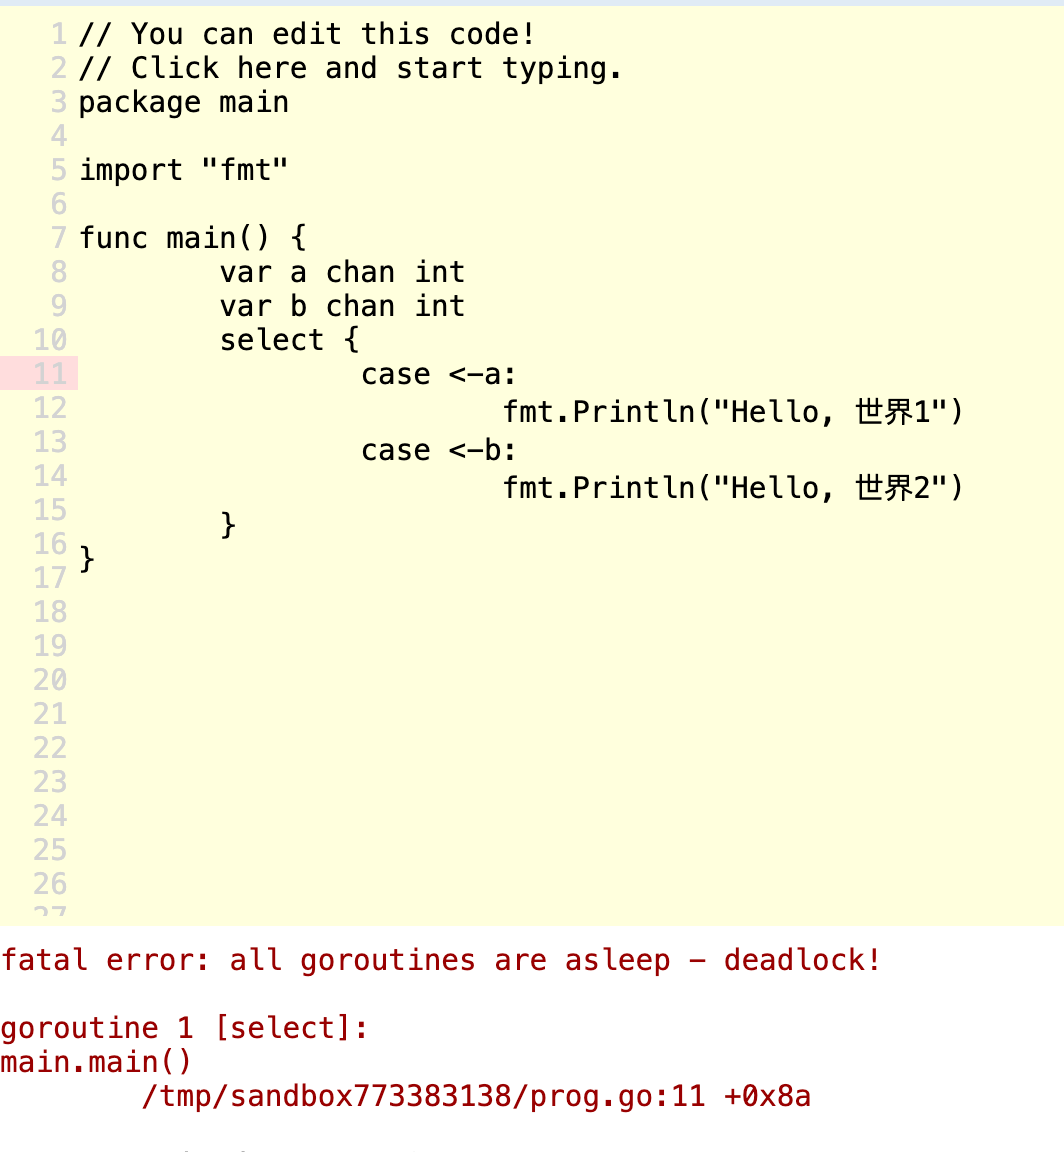 1 // You can edit this code!
2 // Click here and start typing.
3 package main
4
5 import "fmt"
6
7 func main() {
8 var a chan int
9 var b chan int
10 select {
11 case <-a:
12 fmt.Println("Hello, 世界1")
13 case <-b:
14 fmt.Println("Hello, 世界2")
15 }
16 }
17
18
19
20
21
22
23
24
25
26
27
fatal error: all goroutines are asleep - deadlock!
goroutine 1 [select]:
main.main()
/tmp/sandbox773383138/prog.go:11 +0x8a